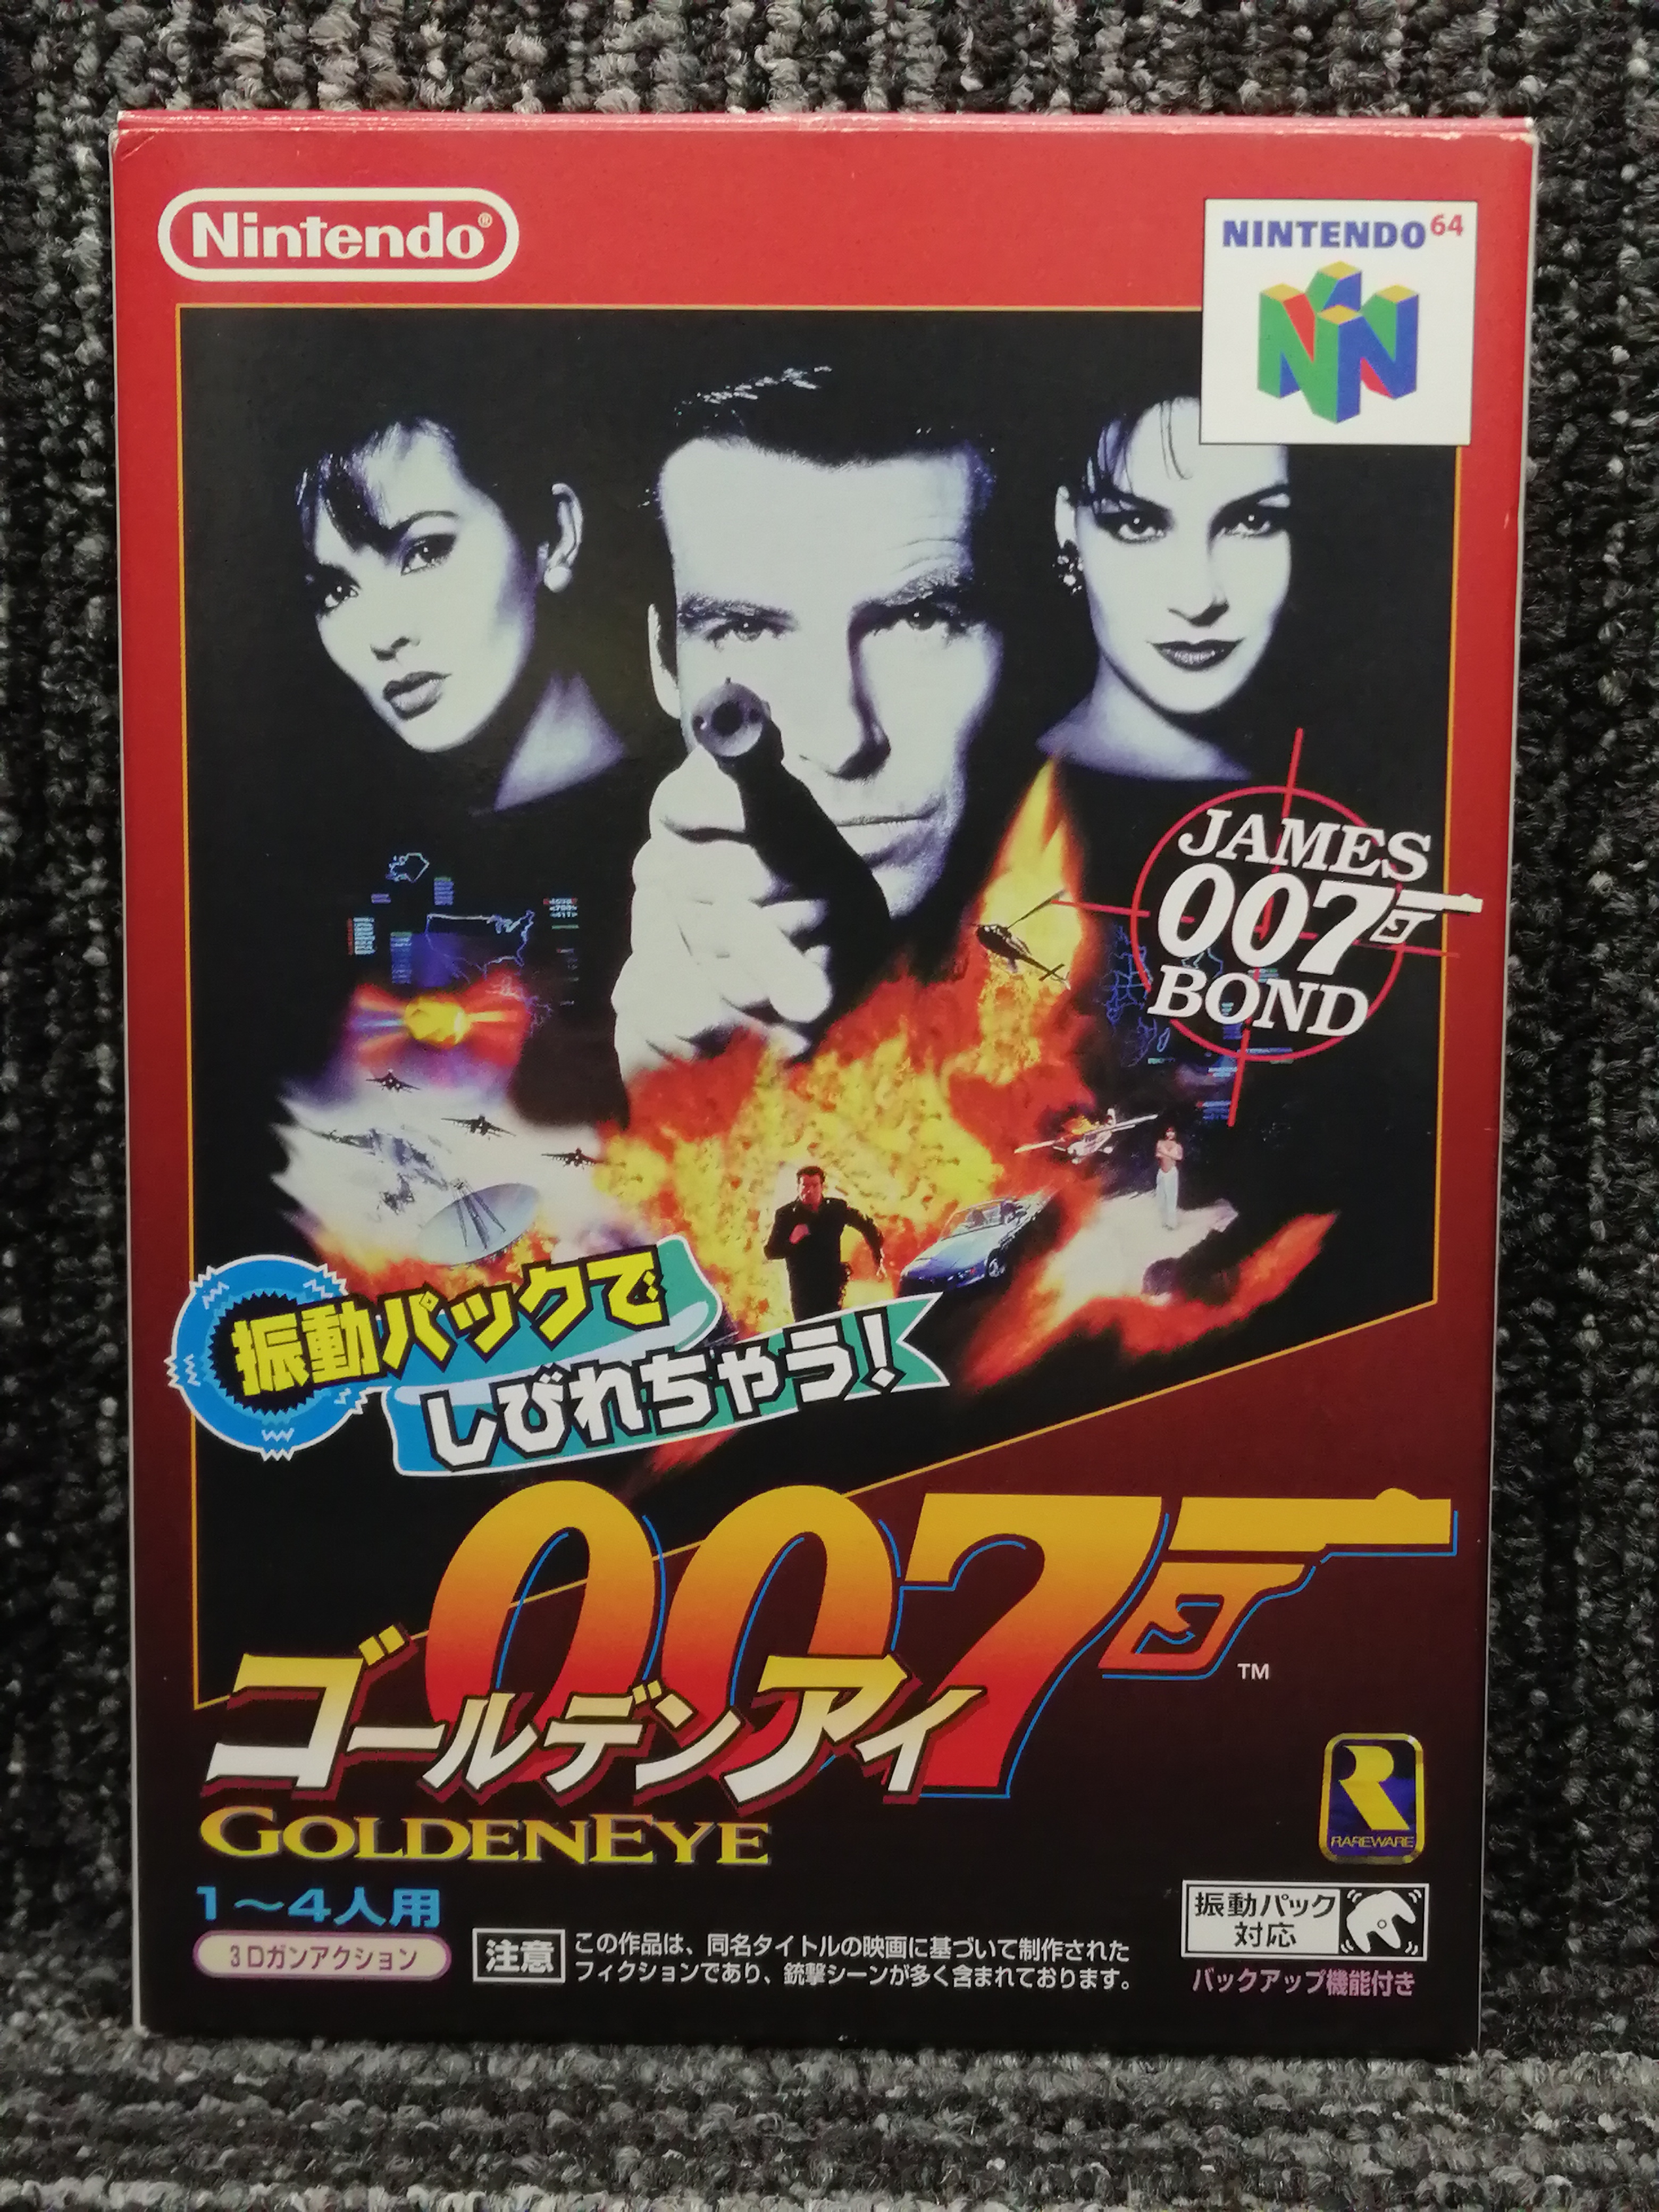 Nintendo®
NINTENDO64
JAMES
007
BOND
振動パックで
しびれちゃう!
007
TM
ゴールデンアイ
GOLDENEYE
RAREWARE
1〜4人用
3Dガンアクション
注意
この作品は、同名タイトルの映画に基づいて制作された
フィクションであり、銃撃シーンが多く含まれております。
振動パック
対応
バックアップ機能付き